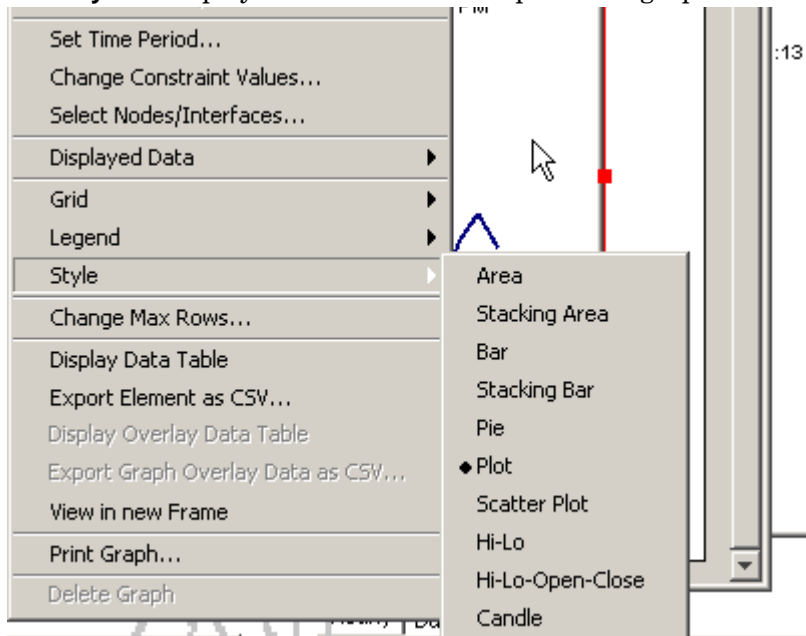 PM
:13
Set Time Period...
Change Constraint Values...
Select Nodes/Interfaces...
Displayed Data
Grid
Legend
Style
Change Max Rows...
Display Data Table
Export Element as CSV...
Display Overlay Data Table
Export Graph Overlay Data as CSV...
View in new Frame
Print Graph...
Delete Graph
Area
Stacking Area
Bar
Stacking Bar
Pie
Plot
Scatter Plot
Hi-Lo
Hi-Lo-Open-Close
Candle